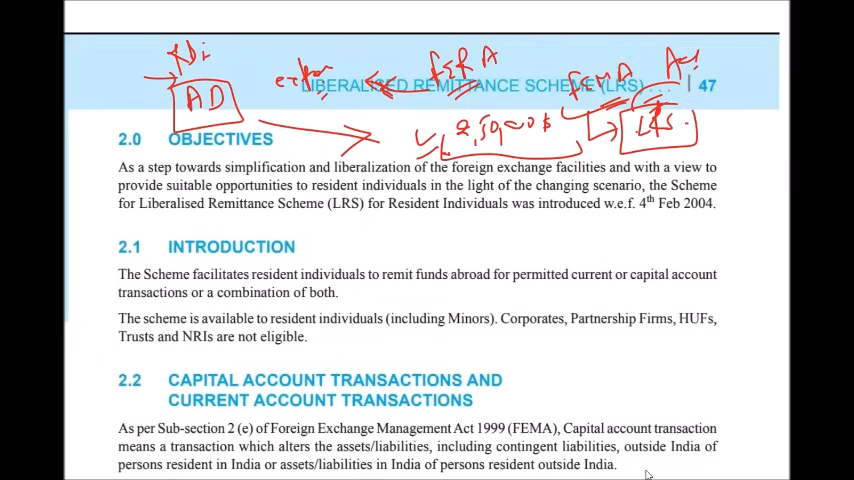 RDi
FERA
FEMA
Act
AD
LIBERALISED REMITTANCE SCHEME (LRS) . . . . | 47
2,50,000 $
LRS.
2.0 OBJECTIVES
As a step towards simplification and liberalization of the foreign exchange facilities and with a view to
provide suitable opportunities to resident individuals in the light of the changing scenario, the Scheme
for Liberalised Remittance Scheme (LRS) for Resident Individuals was introduced w.e.f. 4th Feb 2004.
2.1 INTRODUCTION
The Scheme facilitates resident individuals to remit funds abroad for permitted current or capital account
transactions or a combination of both.
The scheme is available to resident individuals (including Minors). Corporates, Partnership Firms, HUFs,
Trusts and NRIs are not eligible.
2.2 CAPITAL ACCOUNT TRANSACTIONS AND
CURRENT ACCOUNT TRANSACTIONS
As per Sub-section 2 (e) of Foreign Exchange Management Act 1999 (FEMA), Capital account transaction
means a transaction which alters the assets/liabilities, including contingent liabilities, outside India of
persons resident in India or assets/liabilities in India of persons resident outside India.